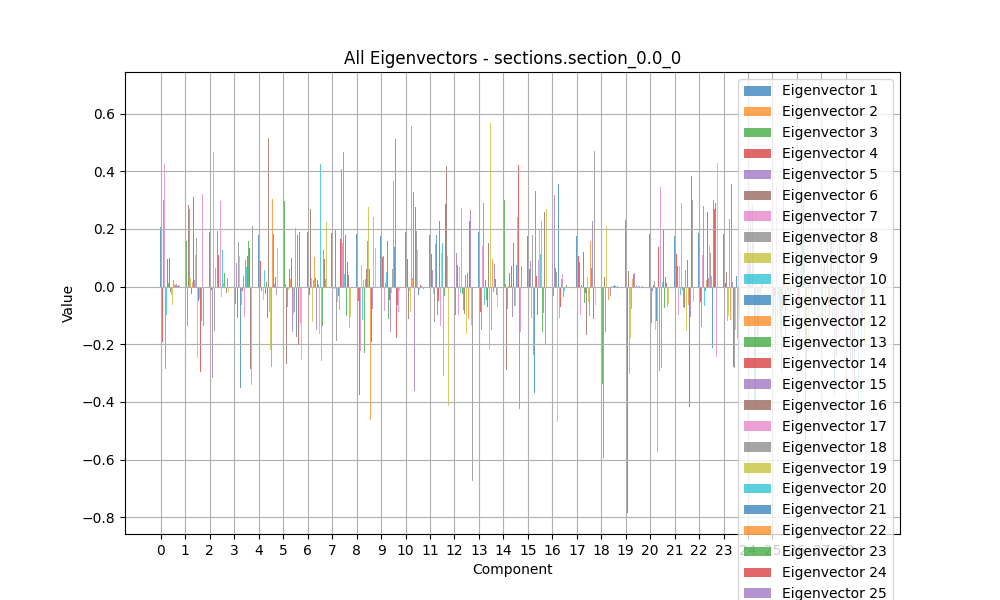 All Eigenvectors - sections.section_0.0_0
Value
0.6
0.4
0.2
0.0
−0.2
−0.4
−0.6
−0.8
0 1 2 3 4 5 6 7 8 9 10 11 12 13 14 15 16 17 18 19 20 21 22 23
Component
Eigenvector 1
Eigenvector 2
Eigenvector 3
Eigenvector 4
Eigenvector 5
Eigenvector 6
Eigenvector 7
Eigenvector 8
Eigenvector 9
Eigenvector 10
Eigenvector 11
Eigenvector 12
Eigenvector 13
Eigenvector 14
Eigenvector 15
Eigenvector 16
Eigenvector 17
Eigenvector 18
Eigenvector 19
Eigenvector 20
Eigenvector 21
Eigenvector 22
Eigenvector 23
Eigenvector 24
Eigenvector 25